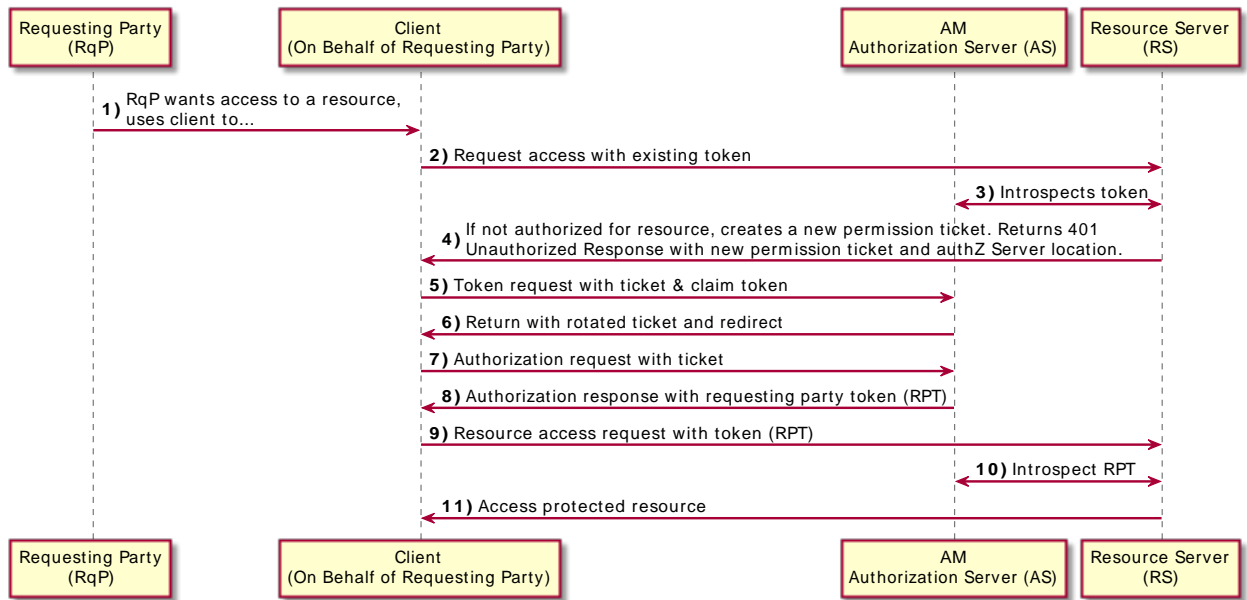 Requesting Party
(RqP)
Client
(On Behalf of Requesting Party)
AM
Authorization Server (AS)
Resource Server
(RS)
1) RqP wants access to a resource,
uses client to...
2) Request access with existing token
3) Introspects token
4) If not authorized for resource, creates a new permission ticket. Returns 401
Unauthorized Response with new permission ticket and authZ Server location.
5) Token request with ticket & claim token
6) Return with rotated ticket and redirect
7) Authorization request with ticket
8) Authorization response with requesting party token (RPT)
9) Resource access request with token (RPT)
10) Introspect RPT
11) Access protected resource
Requesting Party
(RqP)
Client
(On Behalf of Requesting Party)
AM
Authorization Server (AS)
Resource Server
(RS)